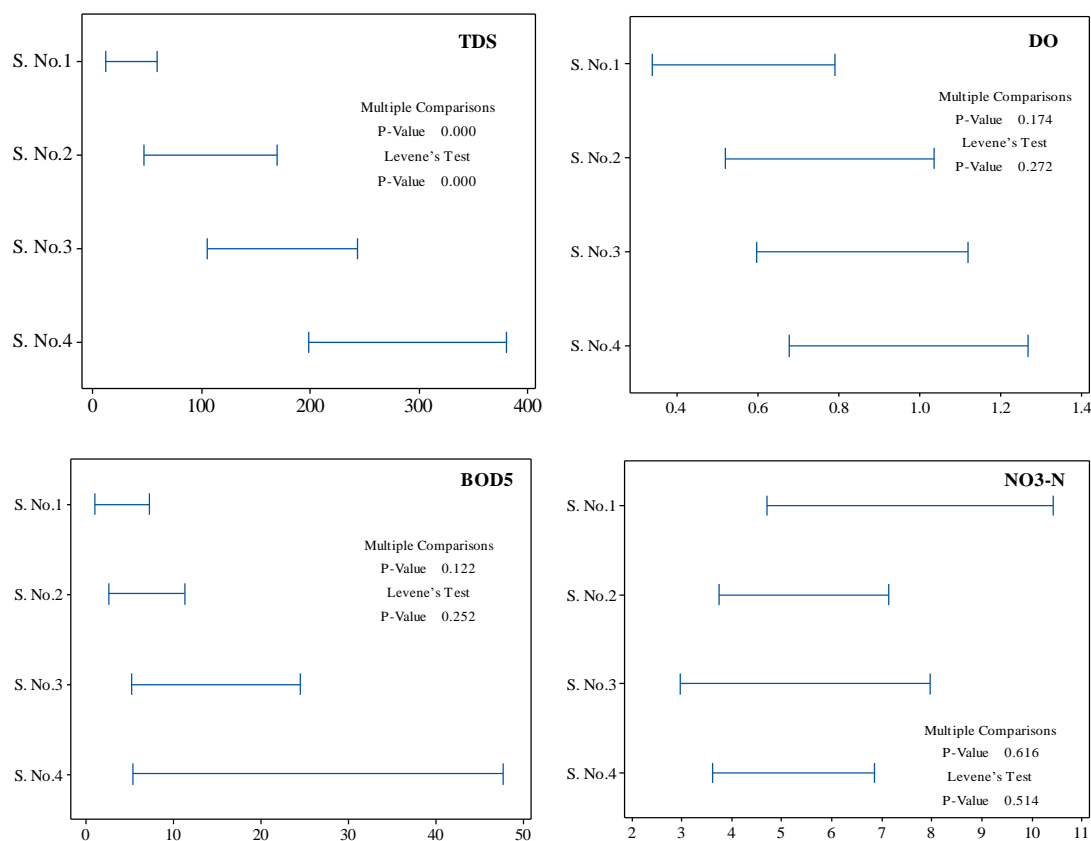 TDS
S. No.1
S. No.2
S. No.3
S. No.4
Multiple Comparisons
P-Value 0.000
Levene's Test
P-Value 0.000
0 100 200 300 400
DO
S. No.1
S. No.2
S. No.3
S. No.4
Multiple Comparisons
P-Value 0.174
Levene's Test
P-Value 0.272
0.4 0.6 0.8 1.0 1.2 1.4
BOD5
S. No.1
S. No.2
S. No.3
S. No.4
Multiple Comparisons
P-Value 0.122
Levene's Test
P-Value 0.252
0 10 20 30 40 50
NO3-N
S. No.1
S. No.2
S. No.3
S. No.4
Multiple Comparisons
P-Value 0.616
Levene's Test
P-Value 0.514
2 3 4 5 6 7 8 9 10 11